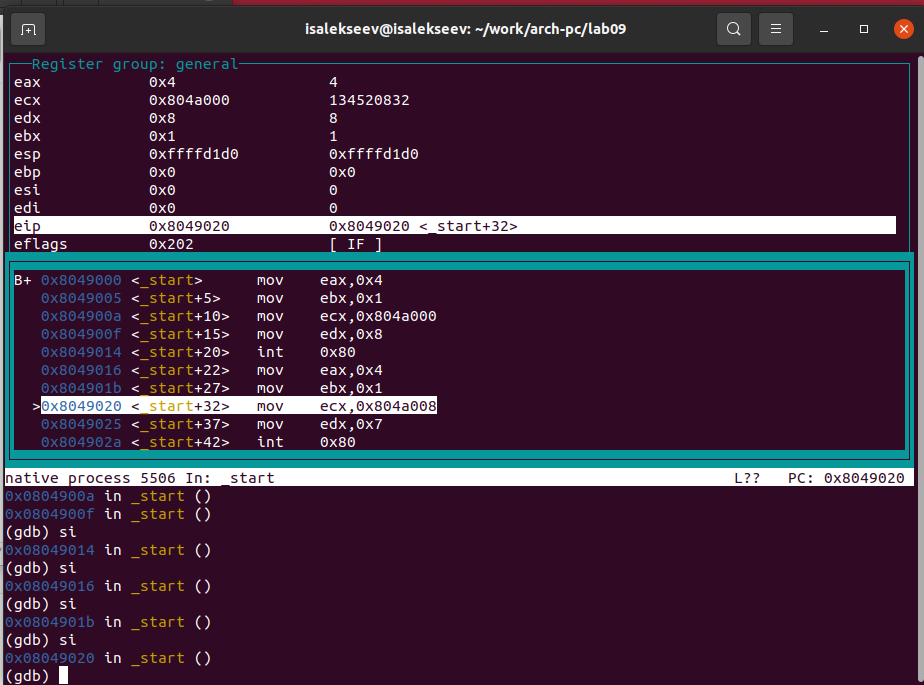 isalekseev@isalekseev: ~/work/arch-pc/lab09
Register group: general
eax 0x4 4
ecx 0x804a000 134520832
edx 0x8 8
ebx 0x1 1
esp 0xffffd1d0 0xffffd1d0
ebp 0x0 0x0
esi 0x0 0
edi 0x0 0
eip 0x8049020 0x8049020 <_start+32>
eflags 0x202 [ IF ]
B+ 0x8049000 <_start> mov eax,0x4
0x8049005 <_start+5> mov ebx,0x1
0x804900a <_start+10> mov ecx,0x804a000
0x804900f <_start+15> mov edx,0x8
0x8049014 <_start+20> int 0x80
0x8049016 <_start+22> mov eax,0x4
0x804901b <_start+27> mov ebx,0x1
>0x8049020 <_start+32> mov ecx,0x804a008
0x8049025 <_start+37> mov edx,0x7
0x804902a <_start+42> int 0x80
native process 5506 In: _start L?? PC: 0x8049020
0x0804900a in _start ()
0x0804900f in _start ()
(gdb) si
0x08049014 in _start ()
(gdb) si
0x08049016 in _start ()
(gdb) si
0x0804901b in _start ()
(gdb) si
0x08049020 in _start ()
(gdb)